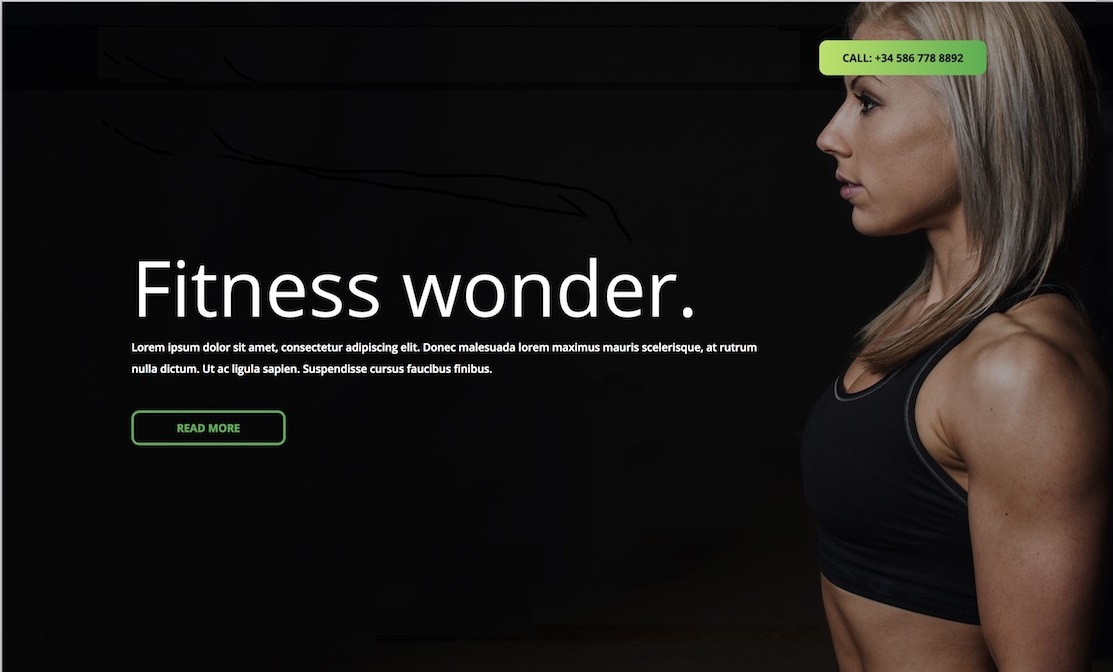 CALL: +34 586 778 8892
Fitness wonder.
Lorem ipsum dolor sit amet, consectetur adipiscing elit. Donec malesuada lorem maximus mauris scelerisque, at rutrum
nulla dictum. Ut ac ligula sapien. Suspendisse cursus faucibus finibus.
READ MORE